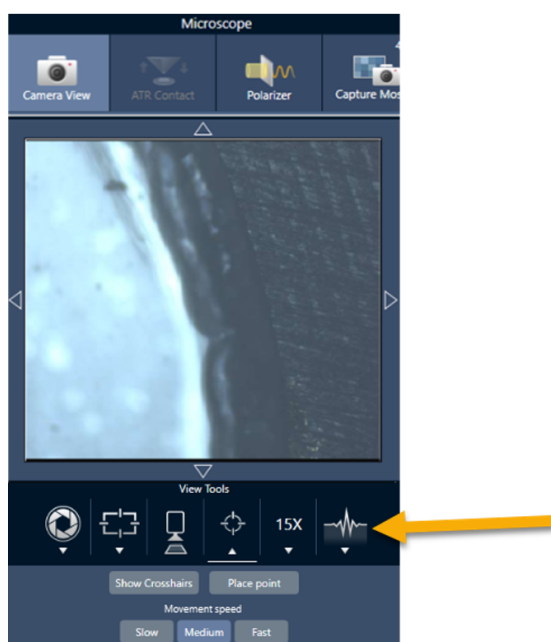 Microscope
Camera View
ATR Contact
Polarizer
Capture Mos
View Tools
15X
Show Crosshairs
Place point
Movement speed
Slow
Medium
Fast